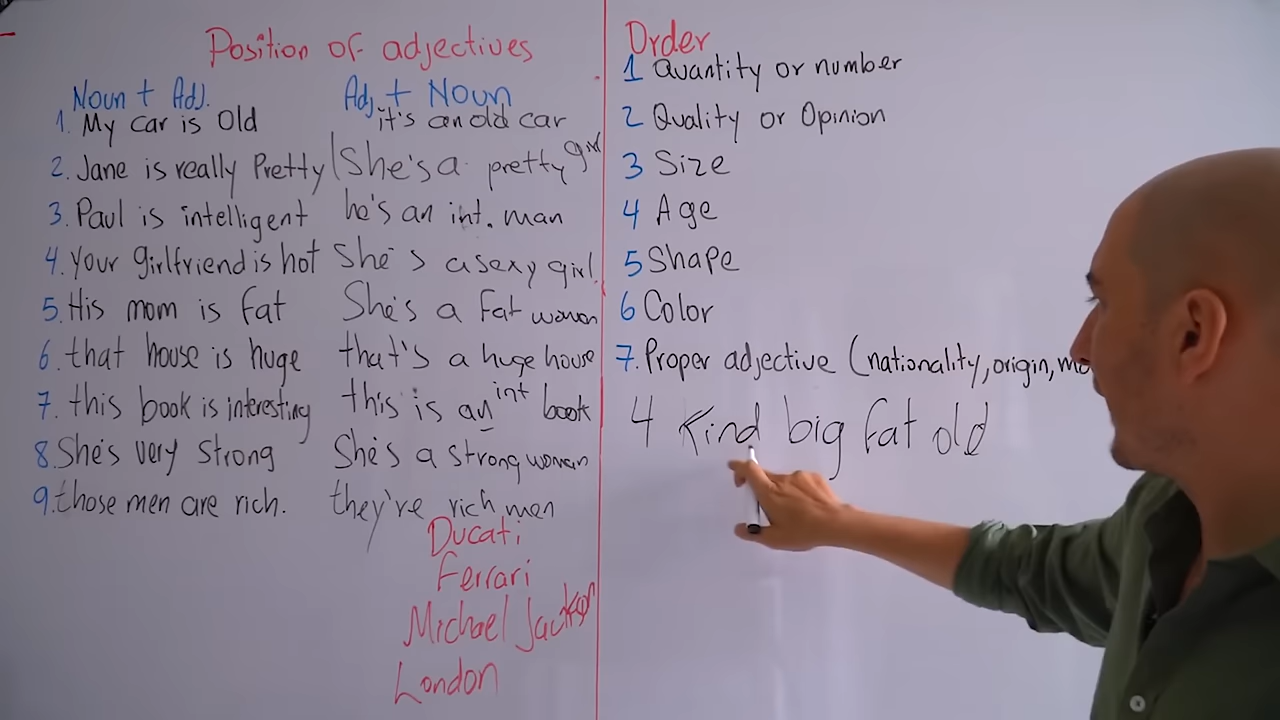 Position of adjectives
Noun + Adj.
1. My car is Old
2. Jane is really Pretty
3. Paul is intelligent
4. Your Girlfriend is hot
5. His mom is fat
6. that house is huge
7. this book is interesting
8. She's very strong
9. those men are rich.
Adj + Noun
it's an old car
She's a pretty girl
he's an int. man
She's a sexy girl.
She's a fat woman
that's a huge house
this is an int book
She's a strong woman
they're rich men
Ducati
Ferrari
Michael Jackson
London
Order
1 Quantity or number
2 Quality or Opinion
3 Size
4 Age
5 Shape
6 Color
7. Proper adjective (nationality, origin,
4 Kind big fat old